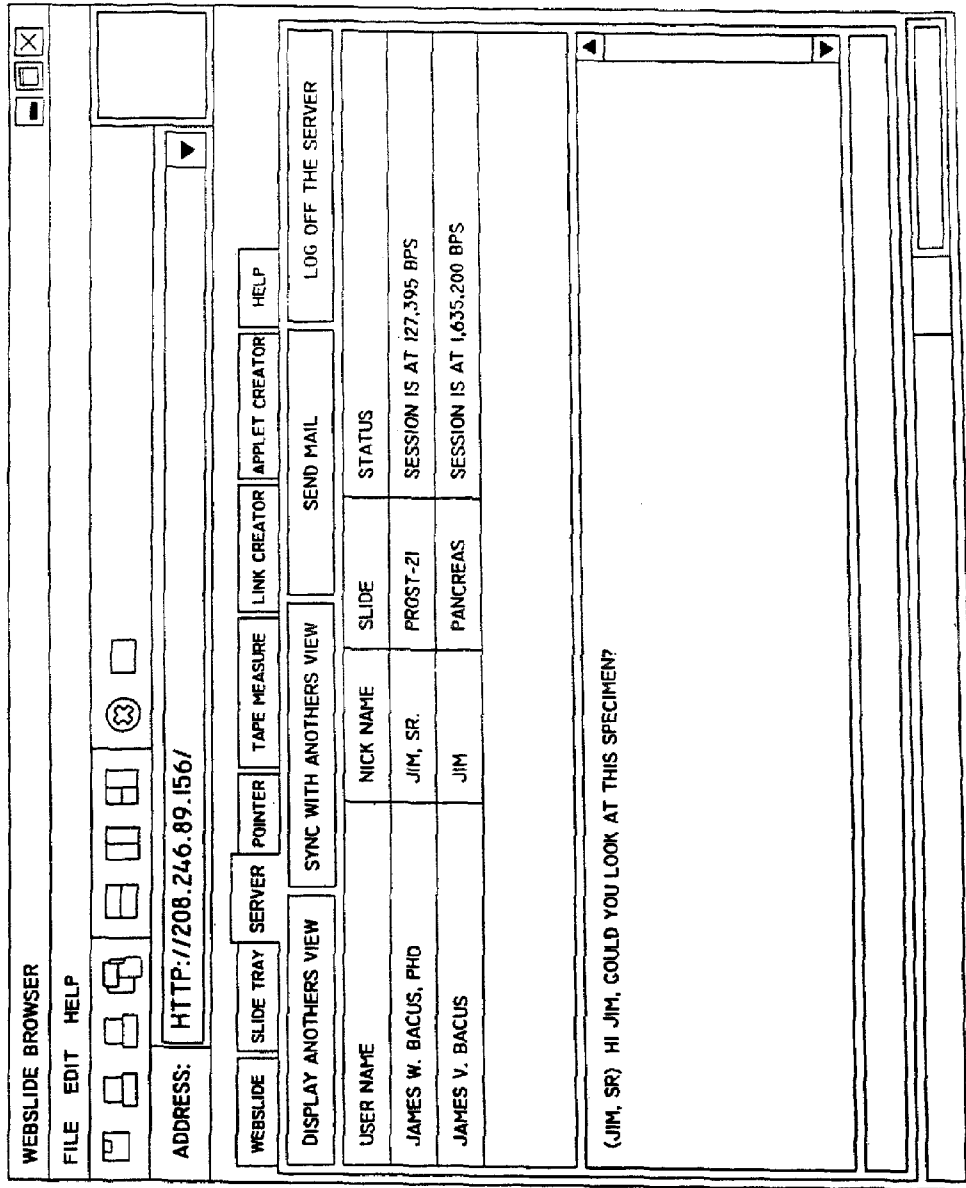 WEBSLIDE BROWSER
FILE EDIT HELP
ADDRESS: HTTP://208.246.89.156/
WEBSLIDE SLIDE TRAY SERVER POINTER TAPE MEASURE LINK CREATOR APPLET CREATOR HELP
DISPLAY ANOTHERS VIEW SYNC WITH ANOTHERS VIEW SEND MAIL LOG OFF THE SERVER
USER NAME NICK NAME SLIDE STATUS
JAMES W. BACUS, PHD JIM, SR. PROST-21 SESSION IS AT 127,395 BPS
JAMES V. BACUS JIM PANCREAS SESSION IS AT 1,635,200 BPS
(JIM, SR) HI JIM, COULD YOU LOOK AT THIS SPECIMEN?